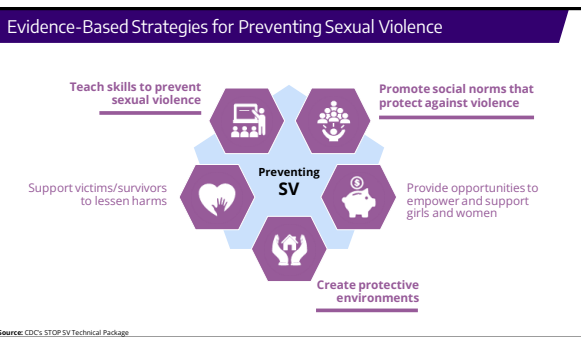 Evidence-Based Strategies for Preventing Sexual Violence
Teach skills to prevent
sexual violence
Promote social norms that
protect against violence
Preventing
SV
Support victims/survivors
to lessen harms
$
Provide opportunities to
empower and support
girls and women
Create protective
environments
Source: CDC's STOP SV Technical Package